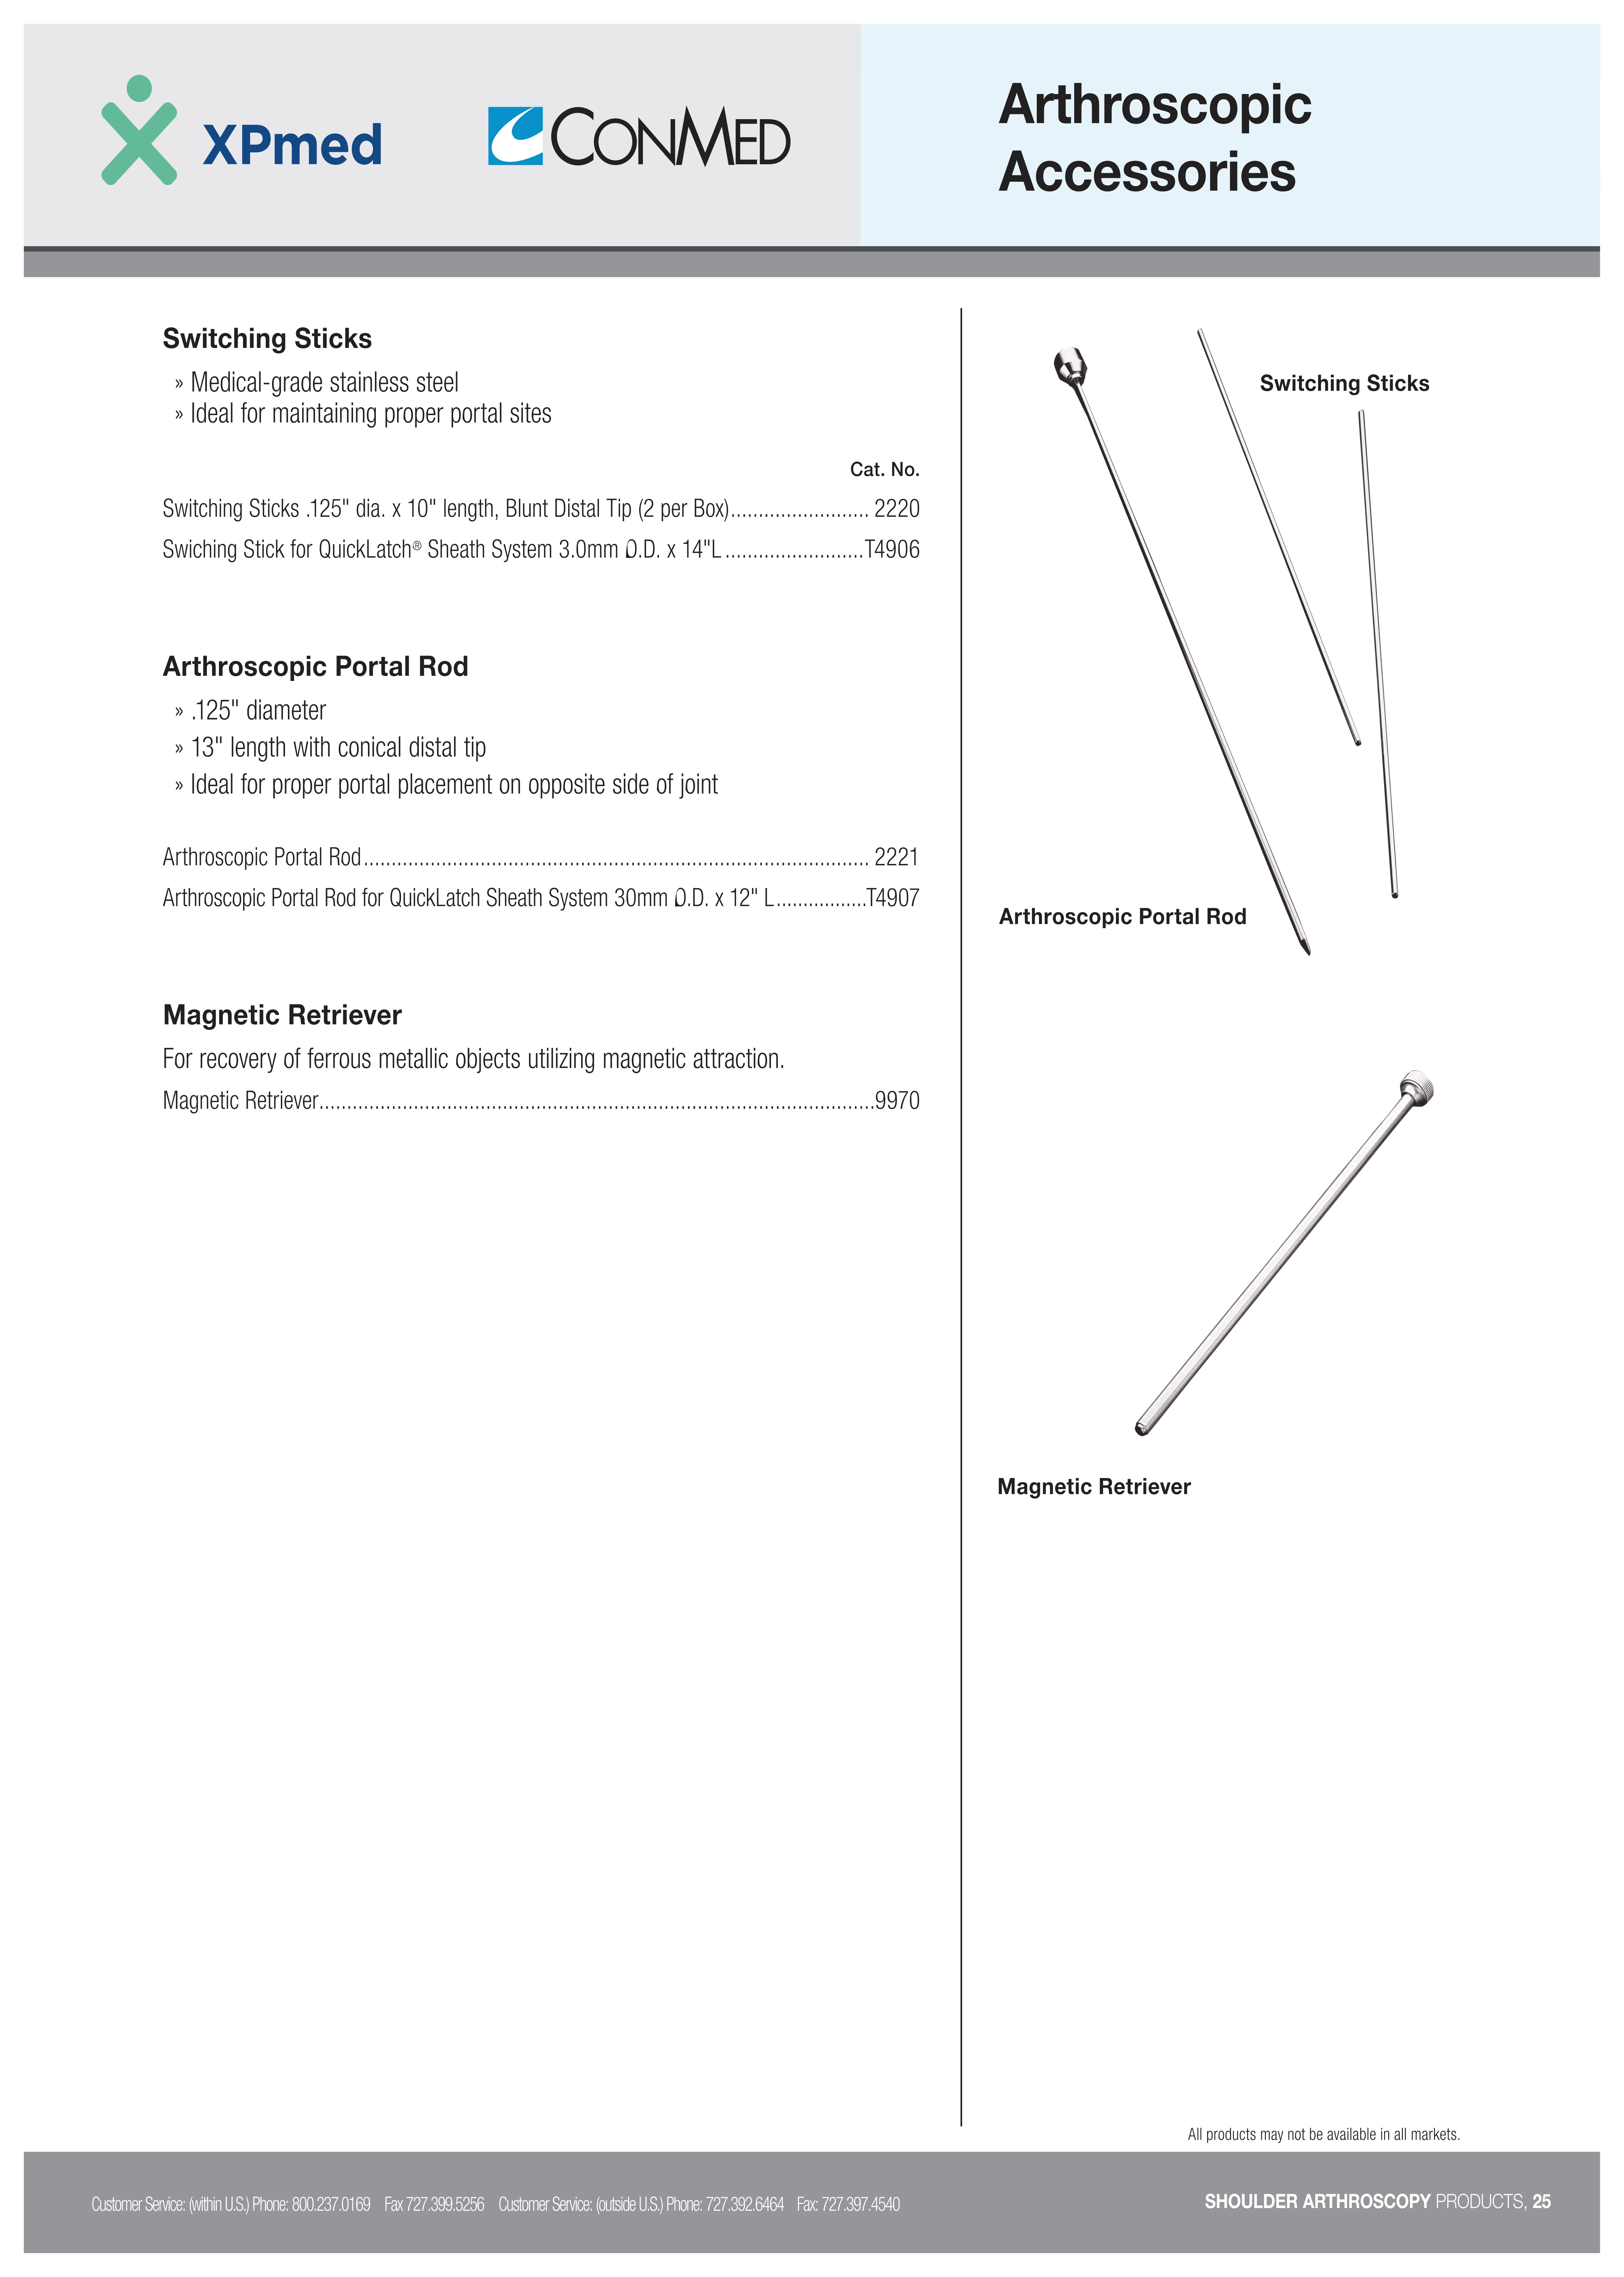 XPmed
CONMED
Arthroscopic
Accessories
Switching Sticks
» Medical-grade stainless steel
» Ideal for maintaining proper portal sites
Cat. No.
Switching Sticks .125" dia. x 10" length, Blunt Distal Tip (2 per Box)......................... 2220
Swiching Stick for QuickLatch® Sheath System 3.0mm O.D. x 14"L.........................T4906
Arthroscopic Portal Rod
» .125" diameter
» 13" length with conical distal tip
» Ideal for proper portal placement on opposite side of joint
Arthroscopic Portal Rod........................................................................................... 2221
Arthroscopic Portal Rod for QuickLatch Sheath System 30mm O.D. x 12" L................T4907
Magnetic Retriever
For recovery of ferrous metallic objects utilizing magnetic attraction.
Magnetic Retriever....................................................................................................9970
Switching Sticks
Arthroscopic Portal Rod
Magnetic Retriever
All products may not be available in all markets.
Customer Service: (within U.S.) Phone: 800.237.0169 Fax 727.399.5256 Customer Service: (outside U.S.) Phone: 727.392.6464 Fax: 727.397.4540
SHOULDER ARTHROSCOPY PRODUCTS, 25